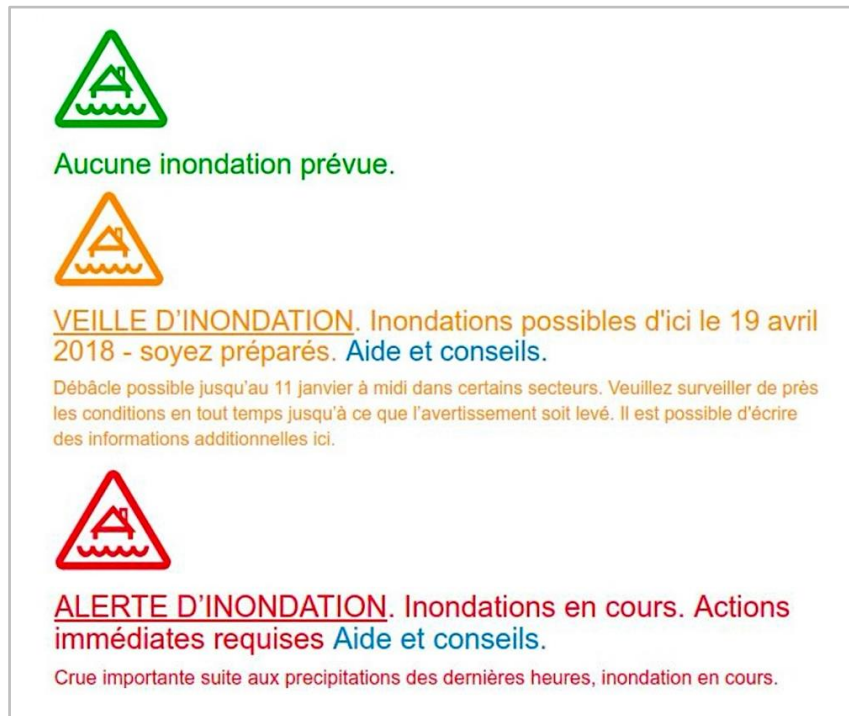 Aucune inondation prévue.
VEILLE D’INONDATION. Inondations possibles d'ici le 19 avril
2018 - soyez préparés. Aide et conseils.
Débâcle possible jusqu’au 11 janvier à midi dans certains secteurs. Veuillez surveiller de près
les conditions en tout temps jusqu’à ce que l’avertissement soit levé. Il est possible d'écrire
des informations additionnelles ici.
ALERTE D’INONDATION. Inondations en cours. Actions
immédiates requises Aide et conseils.
Crue importante suite aux precipitations des dernières heures, inondation en cours.